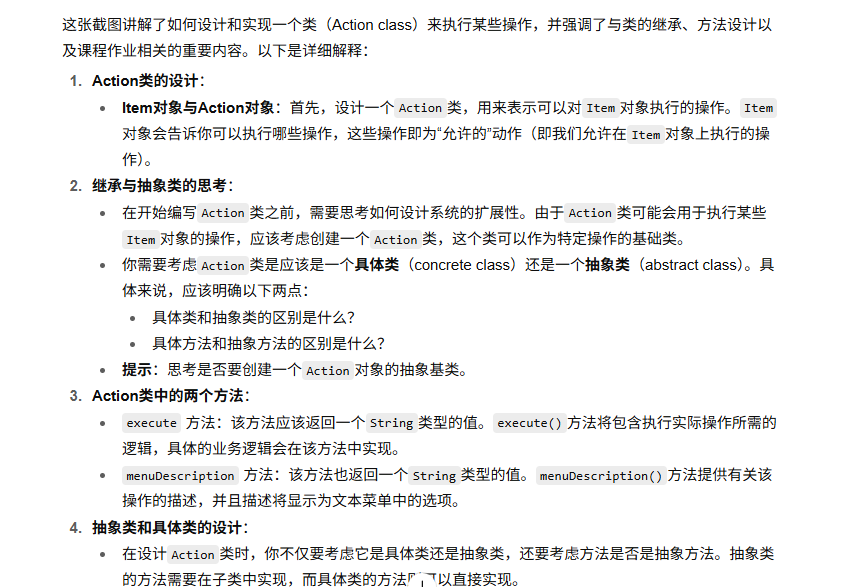 这张截图讲解了如何设计和实现一个类（Action class）来执行某些操作，并强调了与类的继承、方法设计以
及课程作业相关的重要内容。以下是详细解释：
1. Action类的设计：
• Item对象与Action对象：首先，设计一个 Action 类，用来表示可以对 Item 对象执行的操作。 Item
对象会告诉你可以执行哪些操作，这些操作即为“允许的”动作（即我们允许在 Item 对象上执行的操
作）。
2. 继承与抽象类的思考：
• 在开始编写 Action 类之前，需要思考如何设计系统的扩展性。由于 Action 类可能会用于执行某些
Item 对象的操作，应该考虑创建一个 Action 类，这个类可以作为特定操作的基础类。
• 你需要考虑 Action 类是应该是一个具体类（concrete class）还是一个抽象类（abstract class）。具
体来说，应该明确以下两点：
• 具体类和抽象类的区别是什么？
• 具体方法和抽象方法的区别是什么？
• 提示：思考是否要创建一个 Action 对象的抽象基类。
3. Action类中的两个方法：
• execute 方法：该方法应该返回一个 String 类型的值。 execute() 方法将包含执行实际操作所需的
逻辑，具体的业务逻辑会在该方法中实现。
• menuDescription 方法：该方法也返回一个 String 类型的值。 menuDescription() 方法提供有关该
操作的描述，并且描述将显示为文本菜单中的选项。
4. 抽象类和具体类的设计：
• 在设计 Action 类时，你不仅要考虑它是具体类还是抽象类，还要考虑方法是否是抽象方法。抽象类
的方法需要在子类中实现，而具体类的方法可以直接实现。